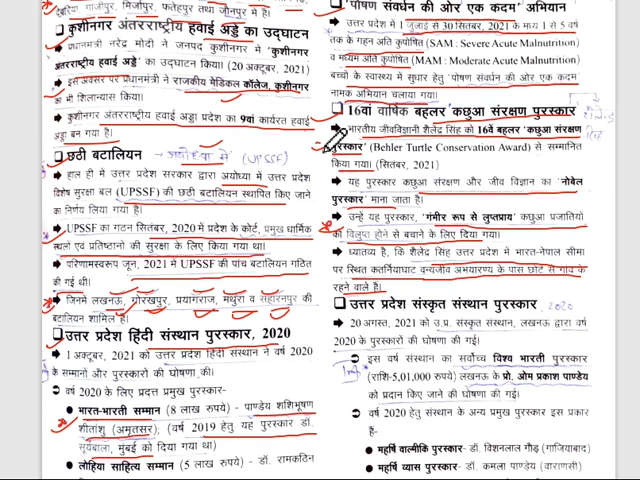 देवरिया गाजीपुर, मिर्जापुर, फतेहपुर तथा जौनपुर में है।
❑ कुशीनगर अंतरराष्ट्रीय हवाई अड्डे का उद्घाटन
➡ प्रधानमंत्री नरेन्द्र मोदी ने जनपद कुशीनगर में 'कुशीनगर
अंतरराष्ट्रीय हवाई अड्डे' का उद्घाटन किया। (20 अक्टूबर, 2021)
➡ इस अवसर पर प्रधानमंत्री ने राजकीय मेडिकल कॉलेज, कुशीनगर
का भी शिलान्यास किया।
➡ कुशीनगर अंतरराष्ट्रीय हवाई अड्डा प्रदेश का 9वां कार्यरत हवाई
अड्डा बन गया है।
❑ छठी बटालियन → अयोध्या में (UPSSF)
➡ हाल ही में उत्तर प्रदेश सरकार द्वारा अयोध्या में उत्तर प्रदेश
विशेष सुरक्षा बल (UPSSF) की छठी बटालियन स्थापित किए जाने
का निर्णय लिया गया है।
➡ UPSSF का गठन सितंबर, 2020 में प्रदेश के कोर्ट, प्रमुख धार्मिक
स्थलों एवं प्रतिष्ठानों की सुरक्षा के लिए किया गया था।
➡ परिणामस्वरूप जून, 2021 में UPSSF की पांच बटालियन गठित
की गई थी।
➡ जिनमें लखनऊ, गोरखपुर, प्रयागराज, मथुरा व सहारनपुर की
बटालियन शामिल हैं।
❑ उत्तर प्रदेश हिंदी संस्थान पुरस्कार, 2020
➡ 1 अक्टूबर, 2021 को उत्तर प्रदेश हिंदी संस्थान ने वर्ष 2020
के सम्मानों और पुरस्कारों की घोषणा की।
➲ वर्ष 2020 के लिए प्रदत्त प्रमुख पुरस्कार-
● भारत-भारती सम्मान (8 लाख रुपये) - पाण्डेय शशिभूषण
शीतांशु (अमृतसर), (वर्ष 2019 हेतु यह पुरस्कार डॉ.
सूर्यबाला, मुंबई को दिया गया था)
● लोहिया साहित्य सम्मान (5 लाख रुपये) - डॉ. रामकठिन
'पोषण संवर्धन की ओर एक कदम' अभियान
➡ उत्तर प्रदेश में 1 जुलाई से 30 सितंबर, 2021 के मध्य 1 से 5 वर्ष
तक के गहन अति कुपोषित (SAM : Severe Acute Malnutrition)
व मध्यम अति कुपोषित (MAM : Moderate Acute Malnutrition)
बच्चों के स्वास्थ्य में सुधार हेतु 'पोषण संवर्धन की ओर एक कदम'
नामक अभियान चलाया गया।
❑ 16वां वार्षिक बहलर 'कछुआ संरक्षण पुरस्कार'
➡ भारतीय जीवविज्ञानी शैलेन्द्र सिंह को 16वें बहलर 'कछुआ संरक्षण
पुरस्कार' (Behler Turtle Conservation Award) से सम्मानित
किया गया। (सितंबर, 2021)
➡ यह पुरस्कार कछुआ संरक्षण और जीव विज्ञान का 'नोबेल
पुरस्कार' माना जाता है।
➡ उन्हें यह पुरस्कार, 'गंभीर रूप से लुप्तप्राय' कछुआ प्रजातियों
को विलुप्त होने से बचाने के लिए दिया गया।
➡ ध्यातव्य है, कि शैलेन्द्र सिंह उत्तर प्रदेश में भारत-नेपाल सीमा
पर स्थित कतर्नियाघाट वन्यजीव अभयारण्य के पास छोटे से गांव के
रहने वाले हैं।
❑ उत्तर प्रदेश संस्कृत संस्थान पुरस्कार, 2020
➡ 20 अगस्त, 2021 को उ.प्र. संस्कृत संस्थान, लखनऊ द्वारा वर्ष
2020 के पुरस्कारों की घोषणा की गई।
➲ इस वर्ष संस्थान का सर्वोच्च विश्व भारती पुरस्कार
(राशि-5,01,000 रुपये) लखनऊ के प्रो. ओम प्रकाश पाण्डेय
को प्रदान किए जाने की घोषणा की गई।
➲ वर्ष 2020 हेतु संस्थान के अन्य प्रमुख पुरस्कार इस प्रकार
हैं-
● महर्षि वाल्मीकि पुरस्कार- डॉ. विशनलाल गौड़ (गाजियाबाद)
● महर्षि व्यास पुरस्कार- डॉ. कमला पाण्डेय (वाराणसी)